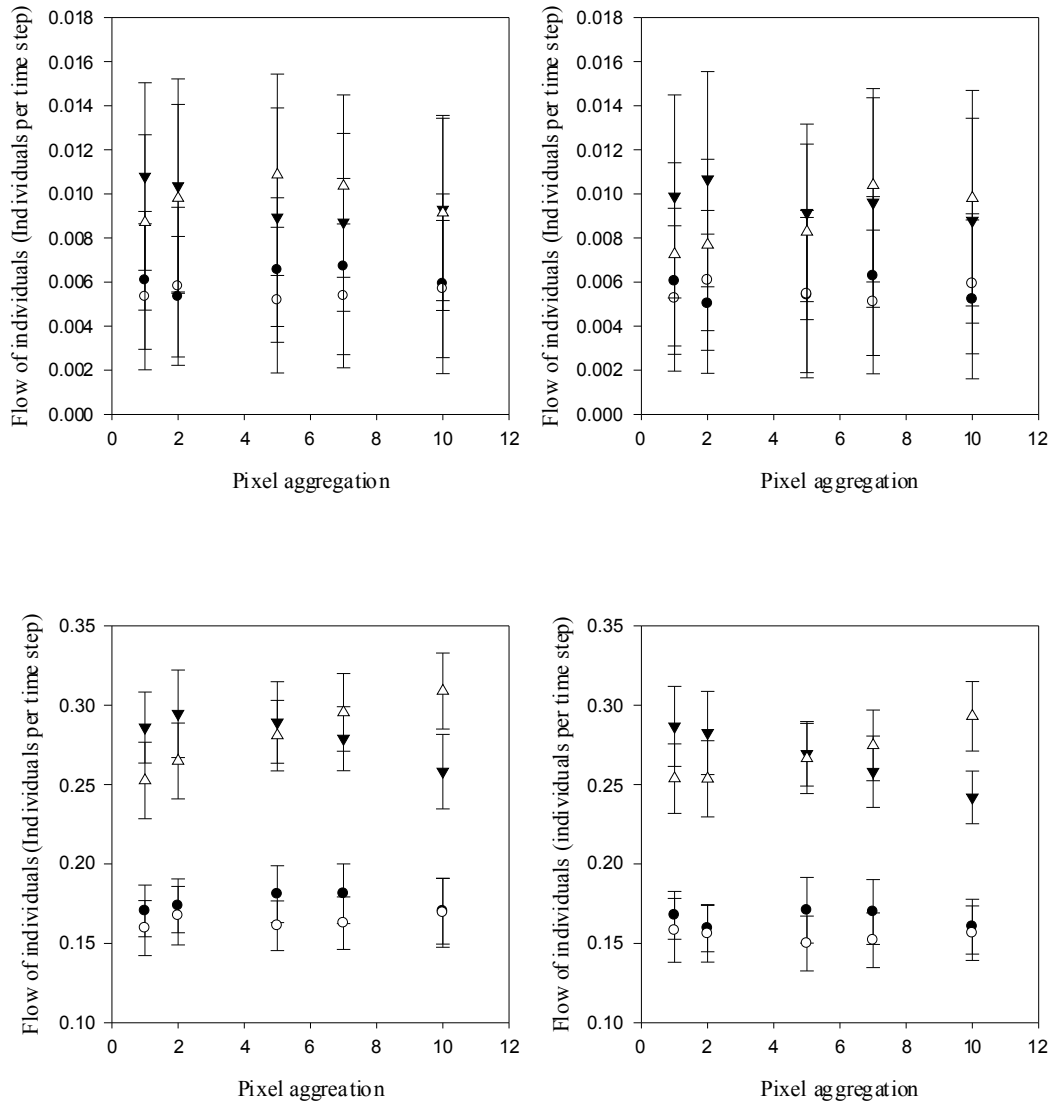 Flow of individuals (Individuals per time step)
0.018
0.016
0.014
0.012
0.010
0.008
0.006
0.004
0.002
0.000
0 2 4 6 8 10 12
Pixel aggregation
Flow of individuals (Individuals per time step)
0.018
0.016
0.014
0.012
0.010
0.008
0.006
0.004
0.002
0.000
0 2 4 6 8 10 12
Pixel aggregation
Flow of individuals (Individuals per time step)
0.35
0.30
0.25
0.20
0.15
0.10
0 2 4 6 8 10 12
Pixel aggreation
Flow of individuals (individuals per time step)
0.35
0.30
0.25
0.20
0.15
0.10
0 2 4 6 8 10 12
Pixel aggregation